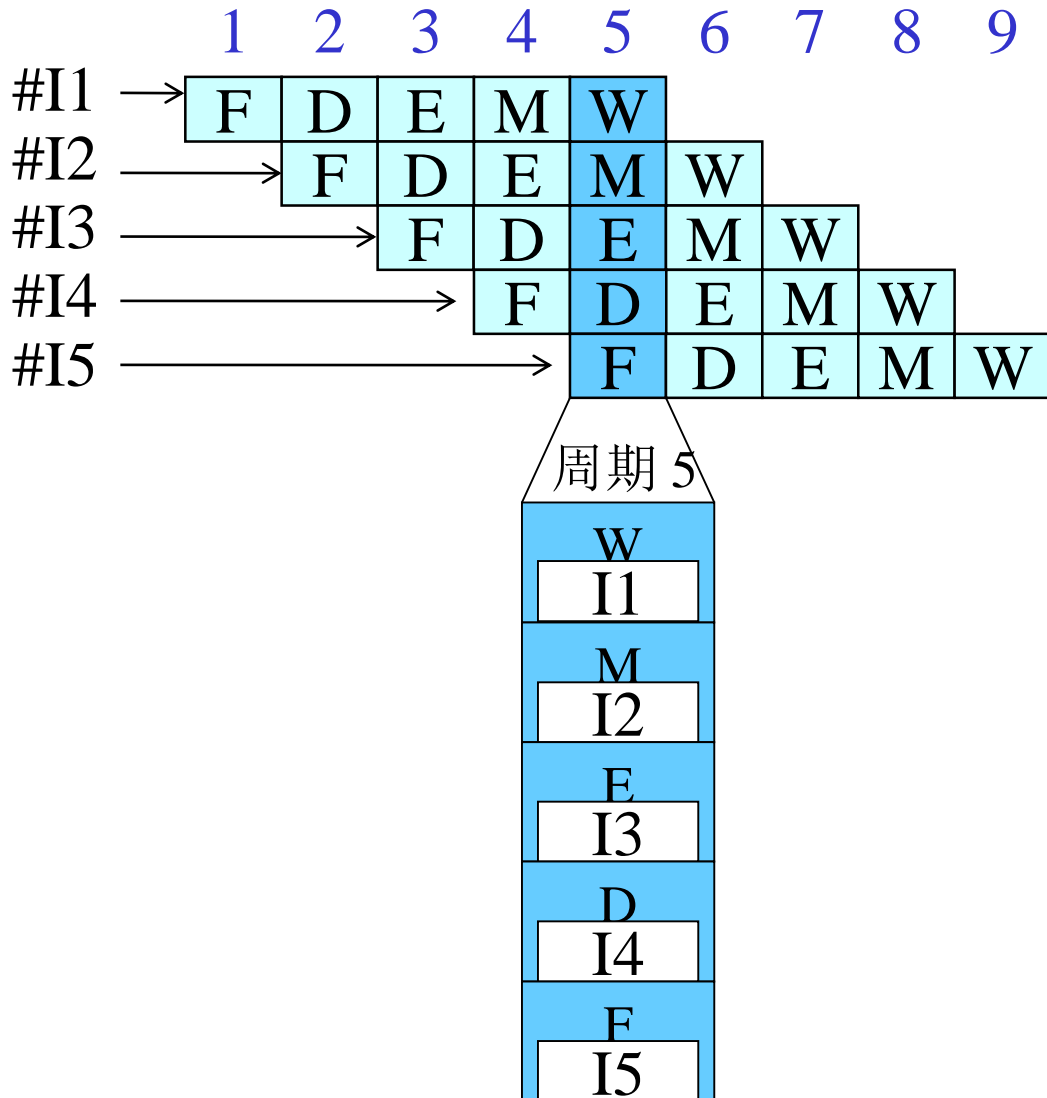 1 2 3 4 5 6 7 8 9
#I1 F D E M W
#I2 F D E M W
#I3 F D E M W
#I4 F D E M W
#I5 F D E M W
周期 5
W
I1
M
I2
E
I3
D
I4
F
I5